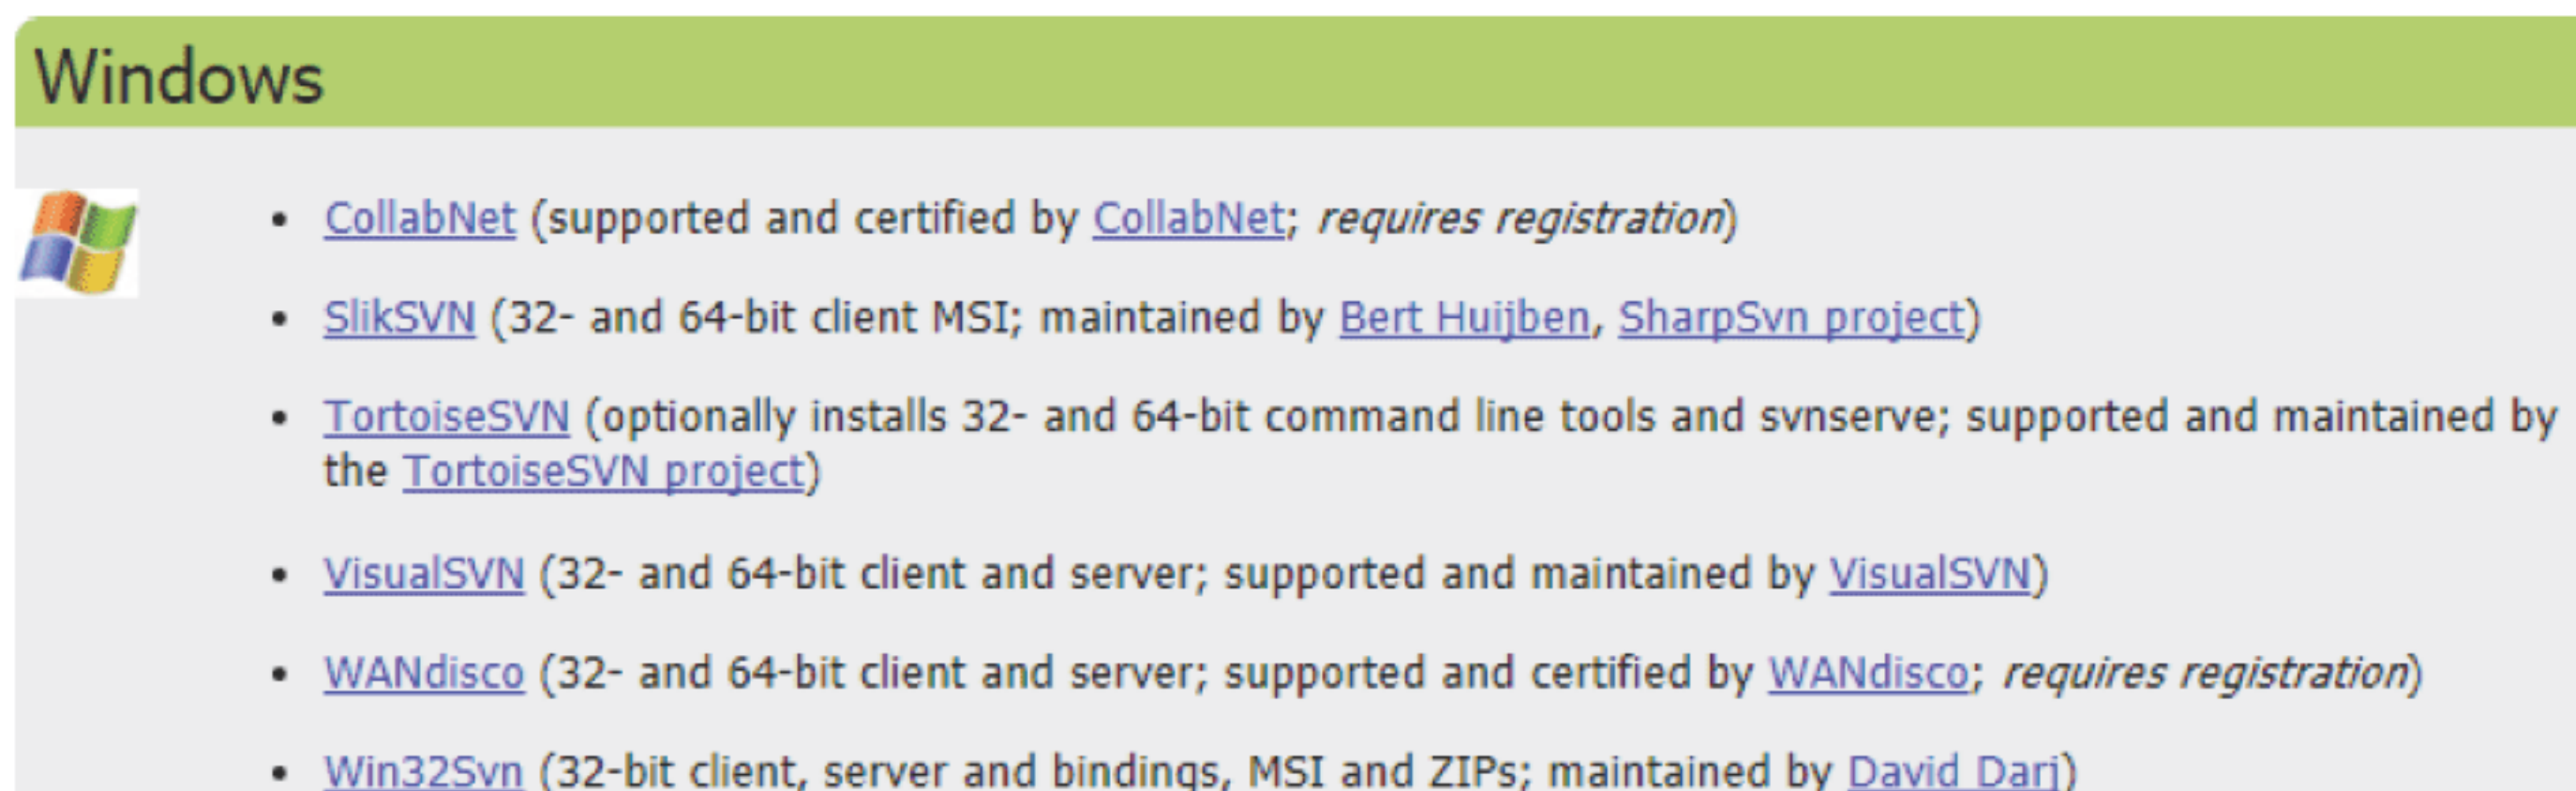 Windows
• CollabNet (supported and certified by CollabNet; requires registration)
• SlikSVN (32- and 64-bit client MSI; maintained by Bert Huijben, SharpSvn project)
• TortoiseSVN (optionally installs 32- and 64-bit command line tools and svnserve; supported and maintained by
the TortoiseSVN project)
• VisualSVN (32- and 64-bit client and server; supported and maintained by VisualSVN)
• WANdisco (32- and 64-bit client and server; supported and certified by WANdisco; requires registration)
• Win32Svn (32-bit client, server and bindings, MSI and ZIPs; maintained by David Darj)